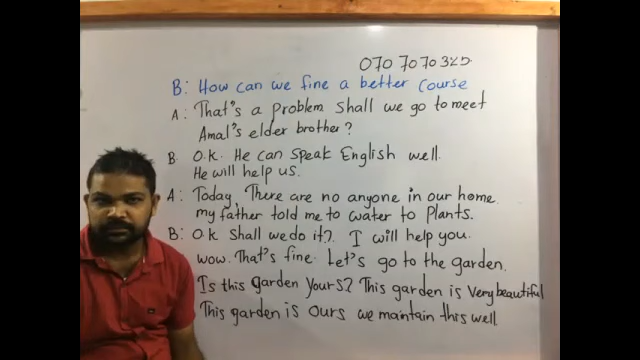 070 7070 325
B: How can we fine a better course
A: That's a problem shall we go to meet
Amal's elder brother?
B. O.K. He can speak English well.
He will help us.
A: Today, There are no anyone in our home.
my father told me to water to Plants.
B: O.K Shall we do it?. I will help you.
wow. That's fine. Let's go to the garden.
Is this garden yours? This garden is very beautiful
This garden is ours we maintain this well